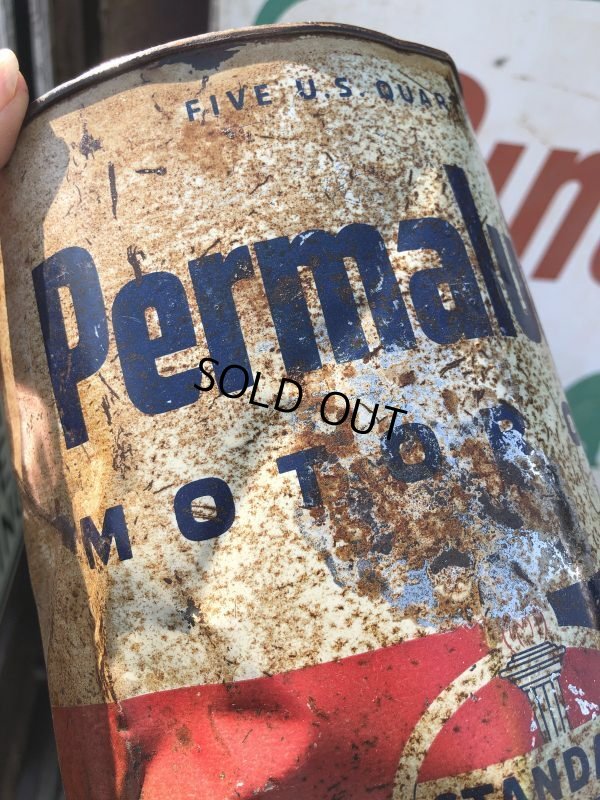 FIVE U.S. QUAR
Permalu
MOTOR
SOLD OUT
STANDA